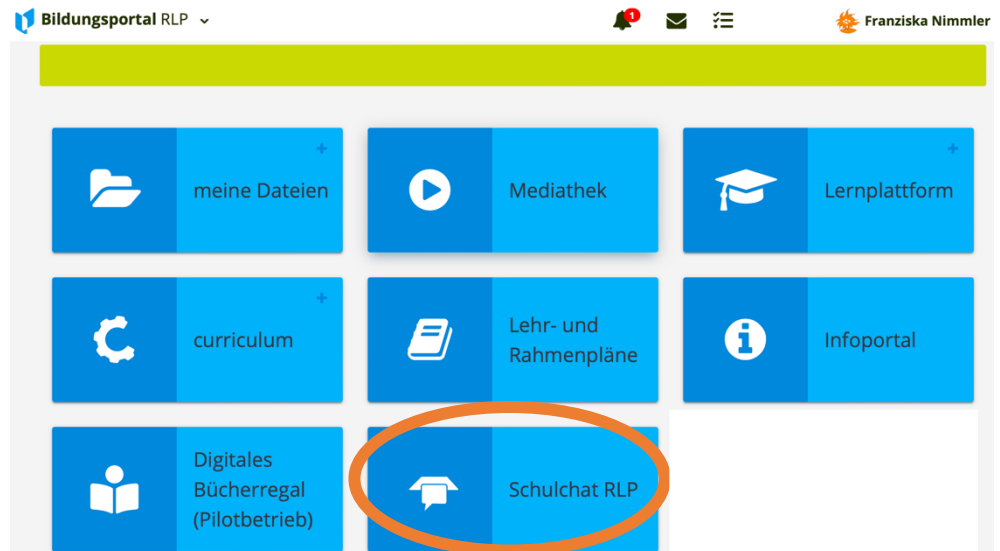 Bildungsportal RLP
1
Franziska Nimmler
meine Dateien
Mediathek
Lernplattform
curriculum
Lehr- und
Rahmenpläne
Infoportal
Digitales
Bücherregal
(Pilotbetrieb)
Schulchat RLP